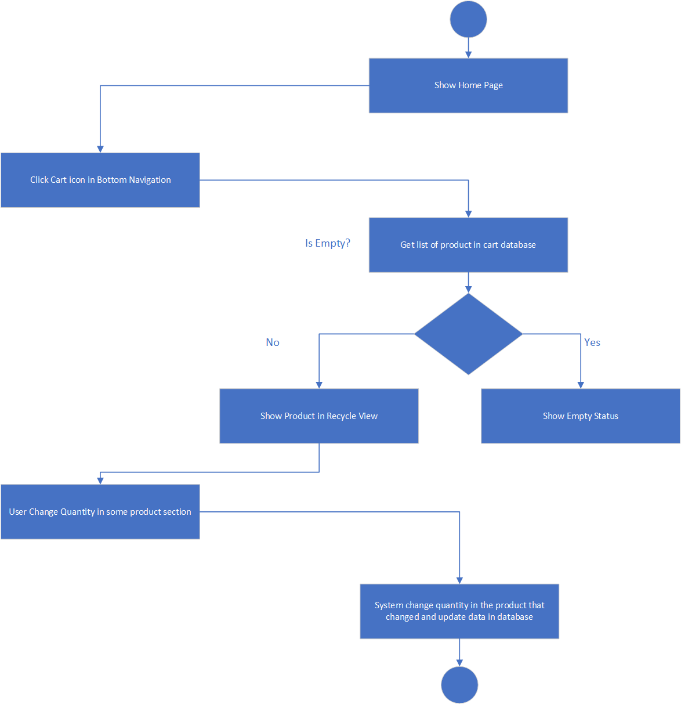 Show Home Page
Click Cart Icon In Bottom Navigation
Is Empty?
Get list of product in cart database
No
Yes
Show Product In Recycle View
Show Empty Status
User Change Quantity in some product section
System change quantity in the product that
changed and update data in database